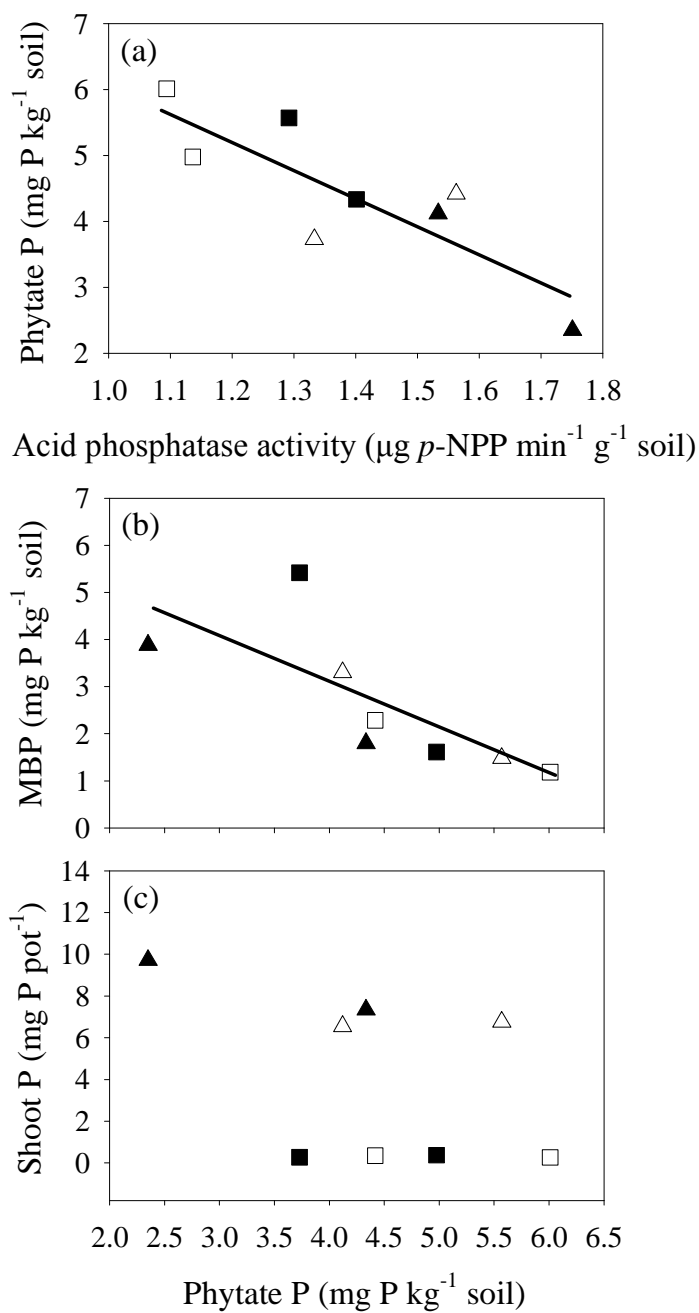 7
(a)
6
5
4
3
2
Phytate P (mg P kg⁻¹ soil)
1.0 1.1 1.2 1.3 1.4 1.5 1.6 1.7 1.8
Acid phosphatase activity (µg p-NPP min⁻¹ g⁻¹ soil)
7
(b)
6
5
4
3
2
1
0
MBP (mg P kg⁻¹ soil)
14
(c)
12
10
8
6
4
2
0
Shoot P (mg P pot⁻¹)
2.0 2.5 3.0 3.5 4.0 4.5 5.0 5.5 6.0 6.5
Phytate P (mg P kg⁻¹ soil)